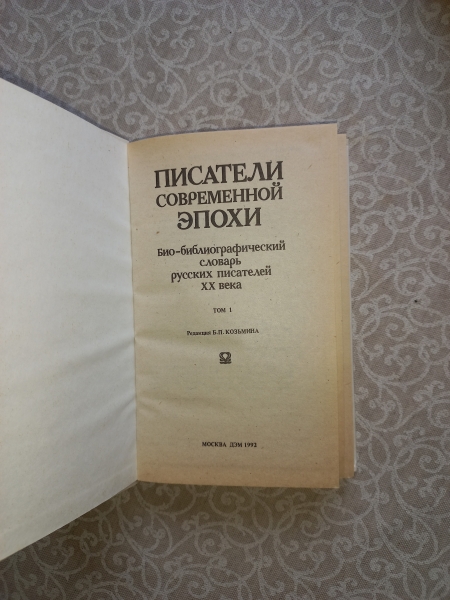 ПИСАТЕЛИ
СОВРЕМЕННОЙ
ЭПОХИ
Био-библиографический
словарь
русских писателей
XX века
ТОМ 1
Редакция Б.П. КОЗЬМИНА
МОСКВА ДЭМ 1992